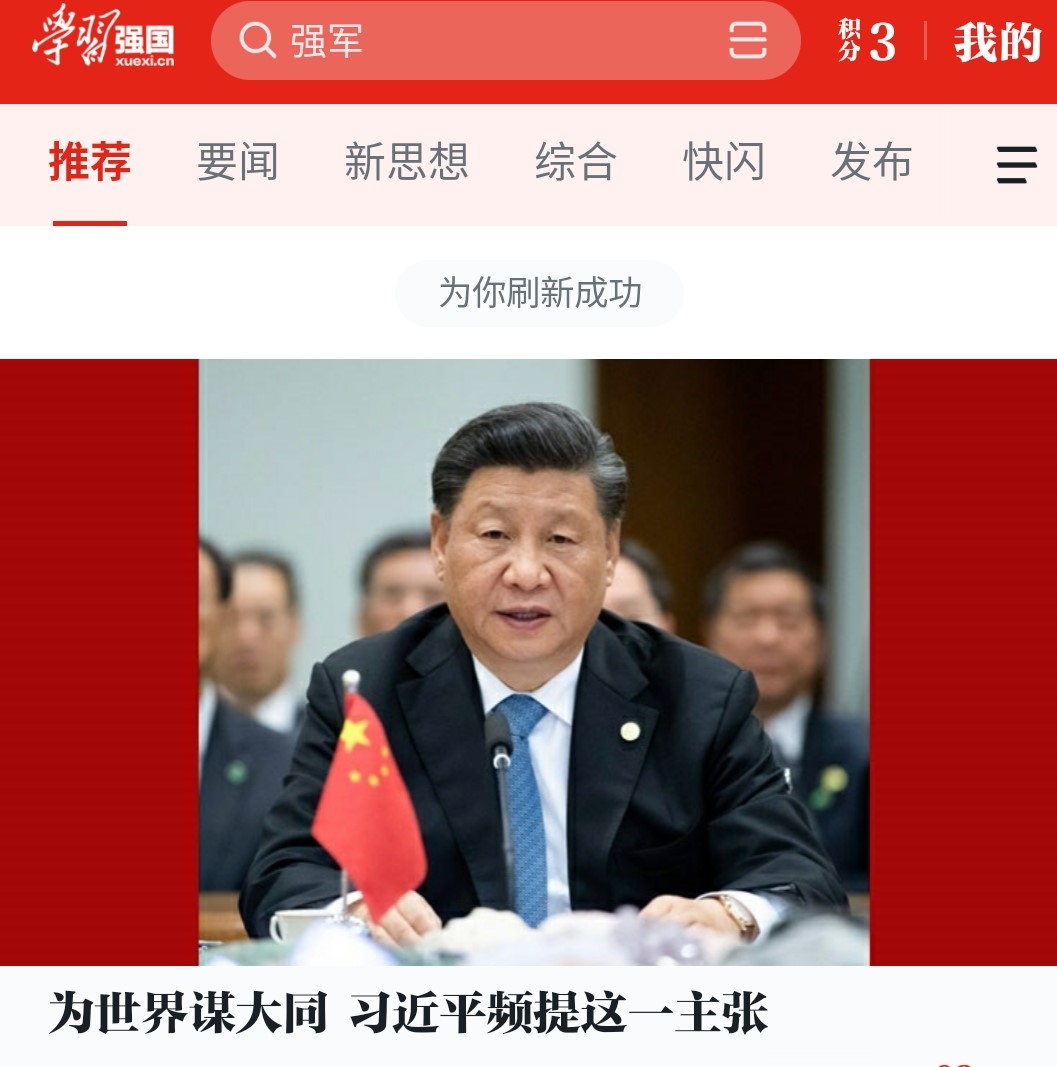 学习强国
xuexi.cn
强军
积分 3
我的
推荐 要闻 新思想 综合 快闪 发布
为你刷新成功
为世界谋大同 习近平频提这一主张